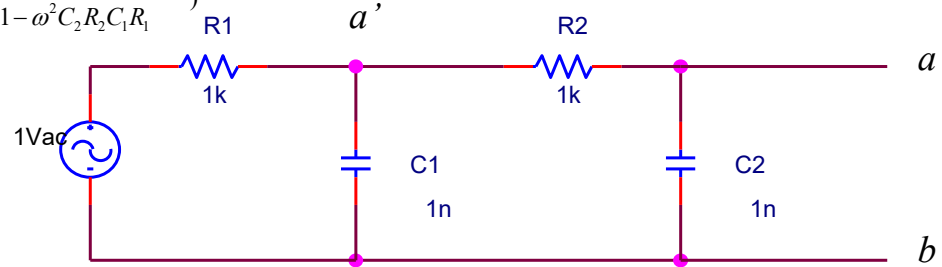 1 − ω²C₂R₂C₁R₁ )
R1
a’
R2
a
1k
1k
1Vac
C1
C2
1n
1n
b